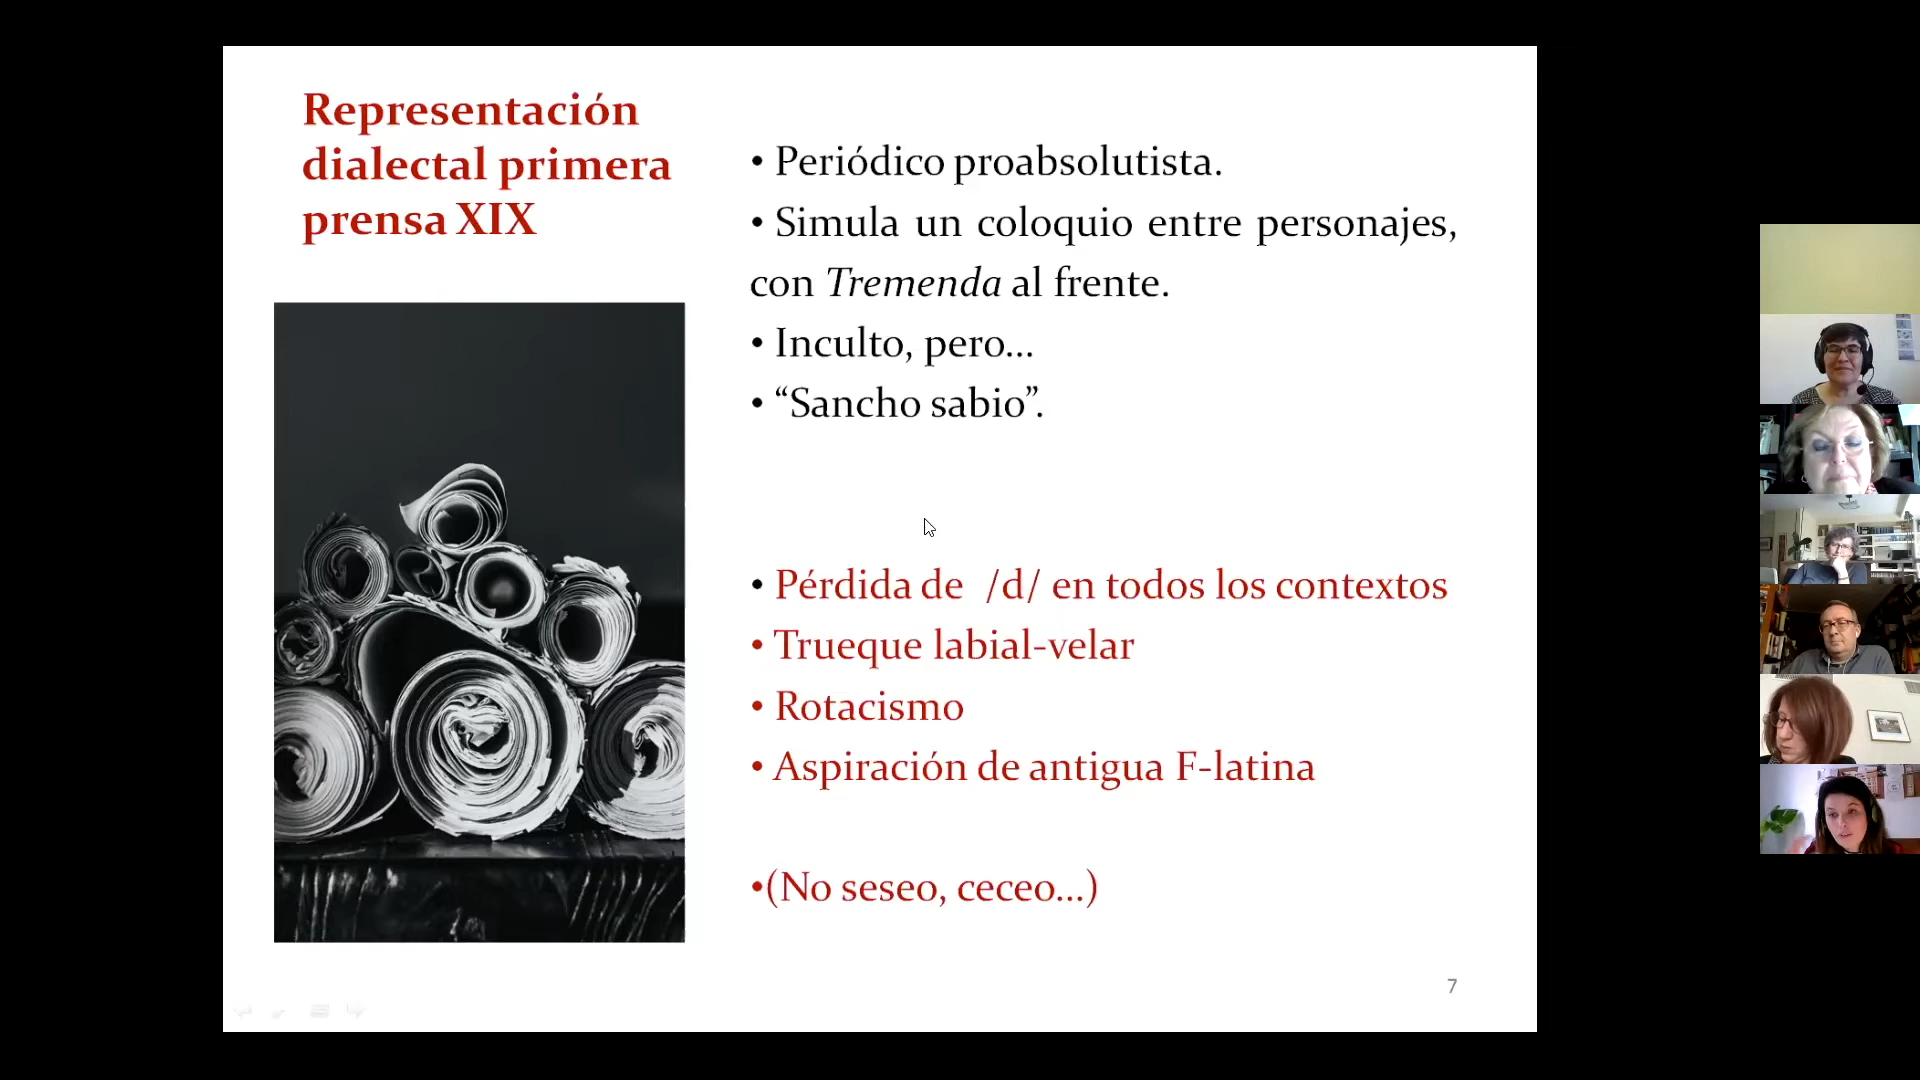 Representación
dialectal primera
prensa XIX
• Periódico proabsolutista.
• Simula un coloquio entre personajes,
con Tremenda al frente.
• Inculto, pero...
• “Sancho sabio”.
• Pérdida de /d/ en todos los contextos
• Trueque labial-velar
• Rotacismo
• Aspiración de antigua F-latina
•(No seseo, ceceo...)
7